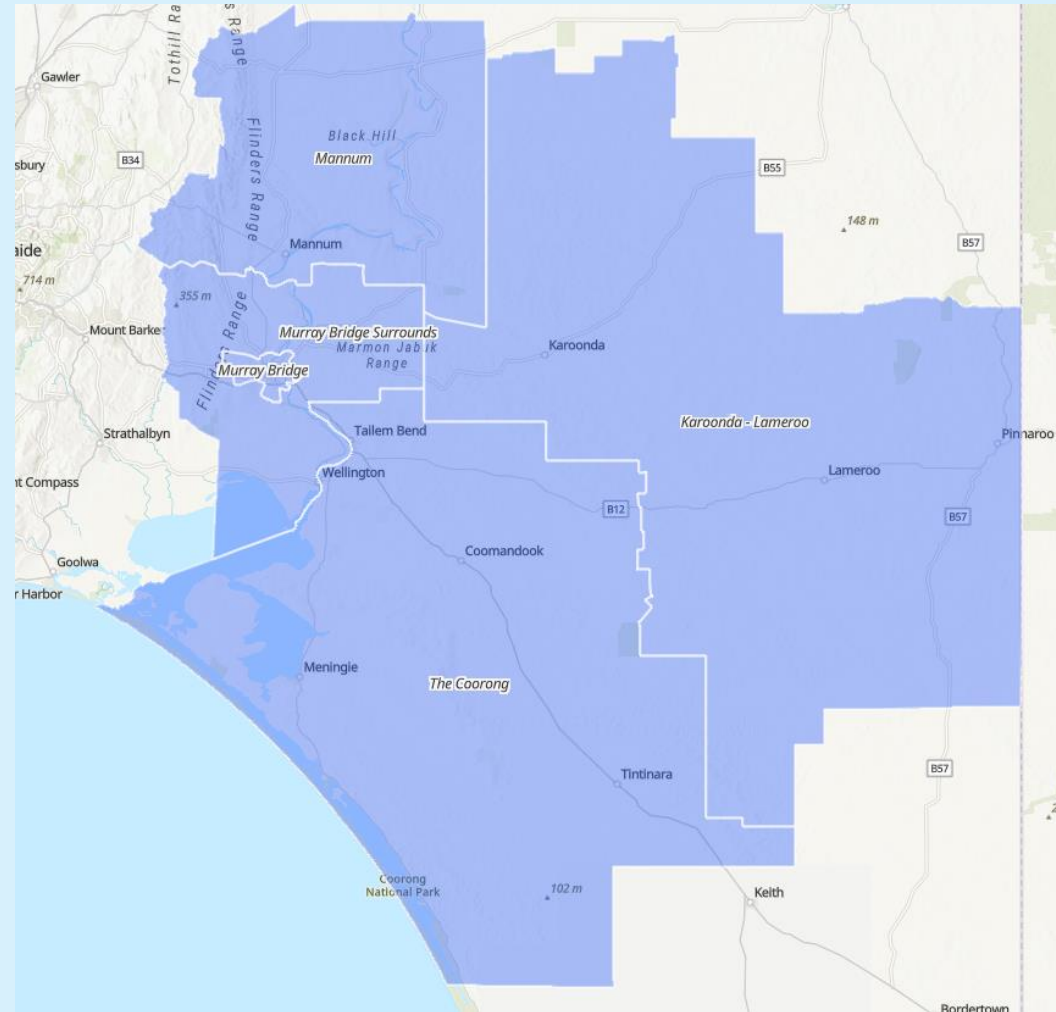 Tothill Ra
s Range
Gawler
Flinders Range
Black Hill
Mannum
B34
sbury
B55
148 m
B57
Mannum
aide
714 m
355 m
Flinders Range
Mount Barke
Murray Bridge Surrounds
Marmon Jabuk
Range
Karoonda
Murray Bridge
Karoonda - Lameroo
Strathalbyn
Tailem Bend
Pinnaroo
Wellington
Lameroo
nt Compass
B12
B57
Coomandook
Goolwa
r Harbor
Meningie
The Coorong
Tintinara
B57
2
Coorong
National Park
102 m
Keith
Bordertown